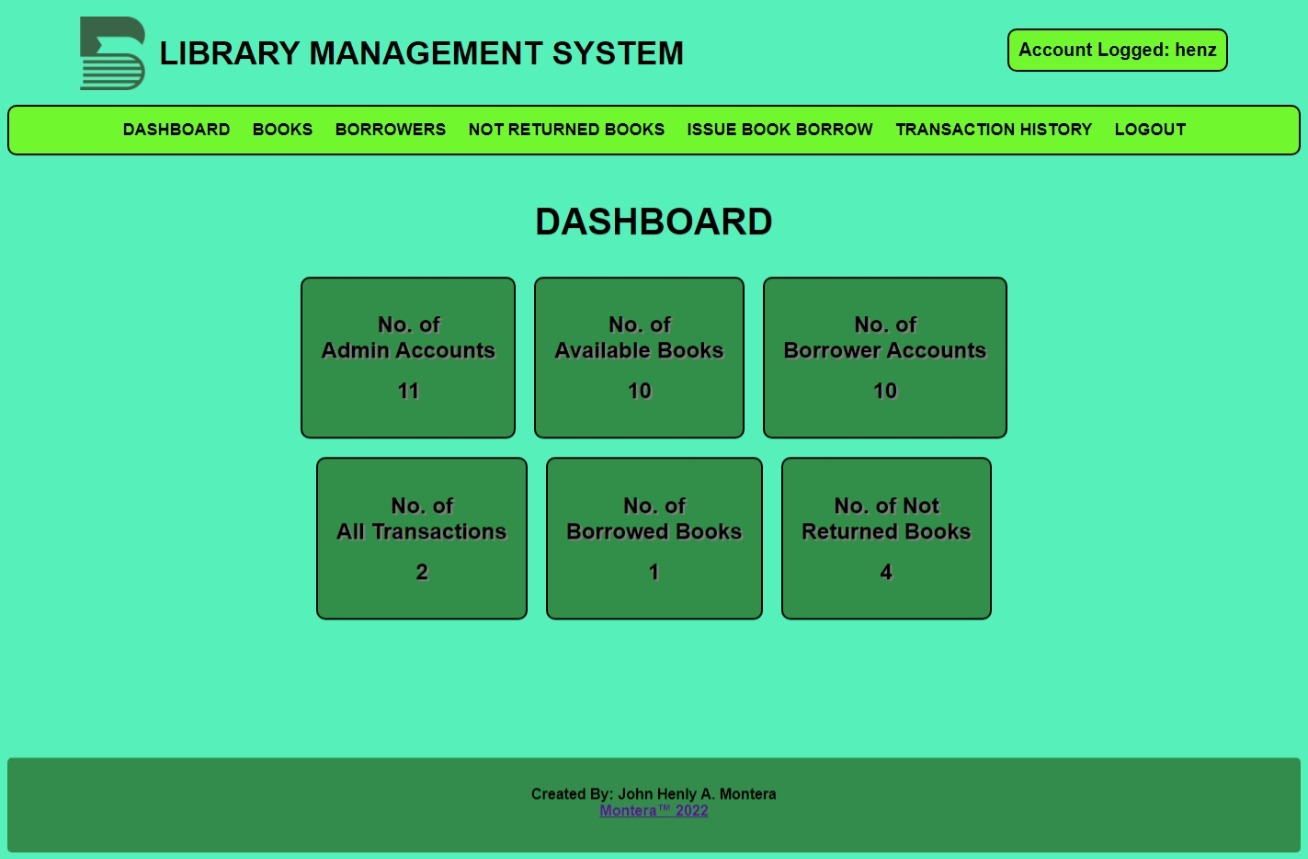 LIBRARY MANAGEMENT SYSTEM
Account Logged: henz
DASHBOARD BOOKS BORROWERS NOT RETURNED BOOKS ISSUE BOOK BORROW TRANSACTION HISTORY LOGOUT
DASHBOARD
No. of
Admin Accounts
11
No. of
Available Books
10
No. of
Borrower Accounts
10
No. of
All Transactions
2
No. of
Borrowed Books
1
No. of Not
Returned Books
4
Created By: John Henly A. Montera
Montera™ 2022